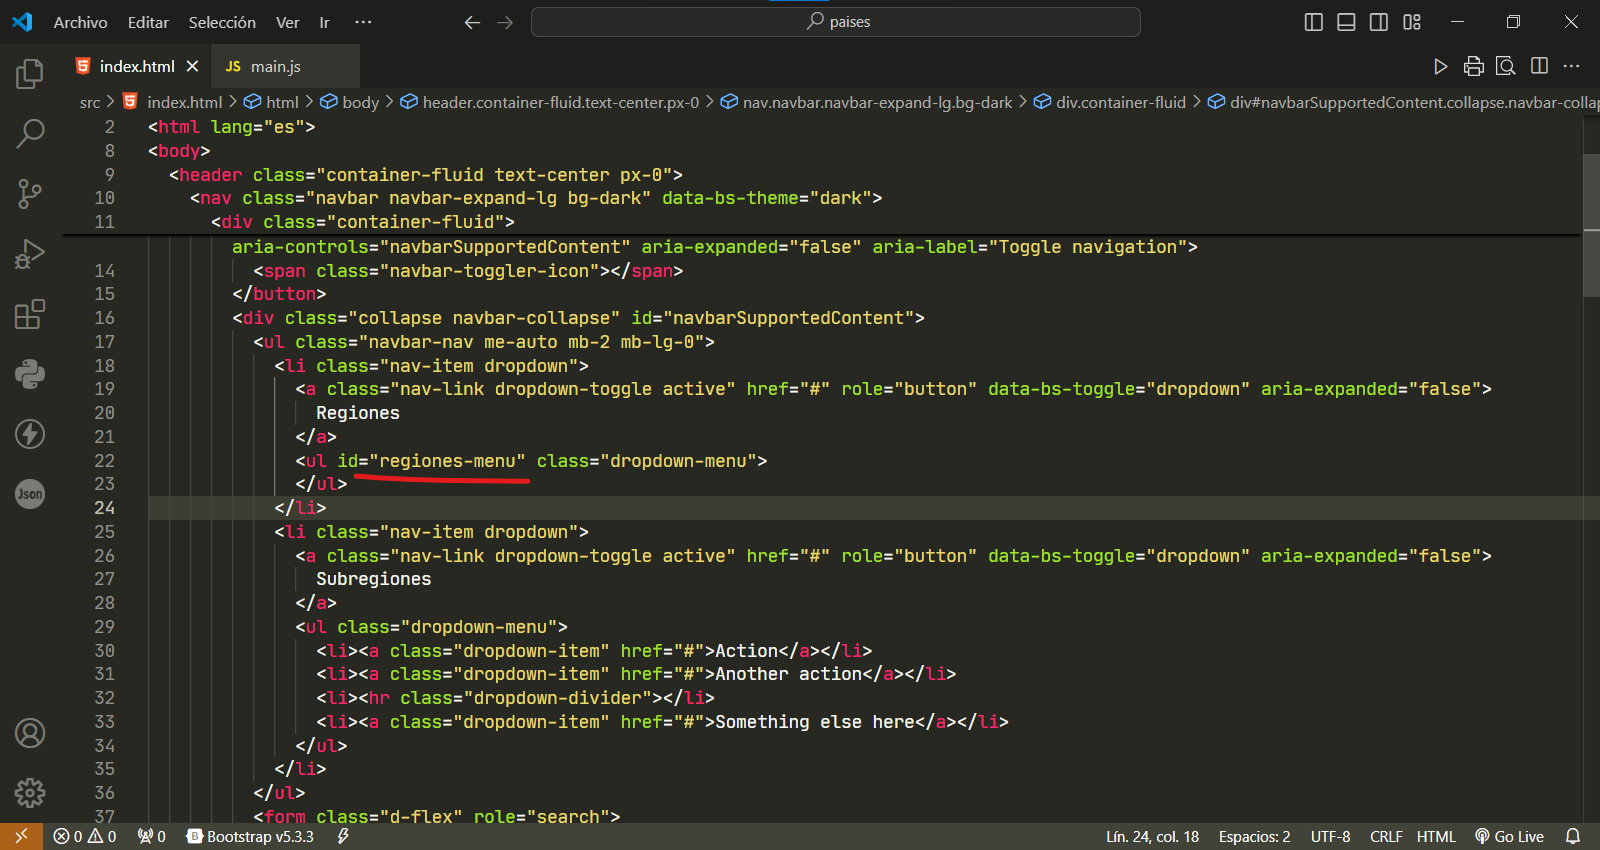 Archivo Editar Selección Ver Ir ··· paises
index.html JS main.js
src > index.html > html > body > header.container-fluid.text-center.px-0 > nav.navbar.navbar-expand-lg.bg-dark > div.container-fluid > div#navbarSupportedContent.collapse.navbar-collap
2 <html lang="es">
8 <body>
9 <header class="container-fluid text-center px-0">
10 <nav class="navbar navbar-expand-lg bg-dark" data-bs-theme="dark">
11 <div class="container-fluid">
aria-controls="navbarSupportedContent" aria-expanded="false" aria-label="Toggle navigation">
14 <span class="navbar-toggler-icon"></span>
15 </button>
16 <div class="collapse navbar-collapse" id="navbarSupportedContent">
17 <ul class="navbar-nav me-auto mb-2 mb-lg-0">
18 <li class="nav-item dropdown">
19 <a class="nav-link dropdown-toggle active" href="#" role="button" data-bs-toggle="dropdown" aria-expanded="false">
20 Regiones
21 </a>
22 <ul id="regiones-menu" class="dropdown-menu">
23 </ul>
24 </li>
25 <li class="nav-item dropdown">
26 <a class="nav-link dropdown-toggle active" href="#" role="button" data-bs-toggle="dropdown" aria-expanded="false">
27 Subregiones
28 </a>
29 <ul class="dropdown-menu">
30 <li><a class="dropdown-item" href="#">Action</a></li>
31 <li><a class="dropdown-item" href="#">Another action</a></li>
32 <li><hr class="dropdown-divider"></li>
33 <li><a class="dropdown-item" href="#">Something else here</a></li>
34 </ul>
35 </li>
36 </ul>
37 <form class="d-flex" role="search">
Json
0 0 0 B Bootstrap v5.3.3 Lín. 24, col. 18 Espacios: 2 UTF-8 CRLF HTML Go Live